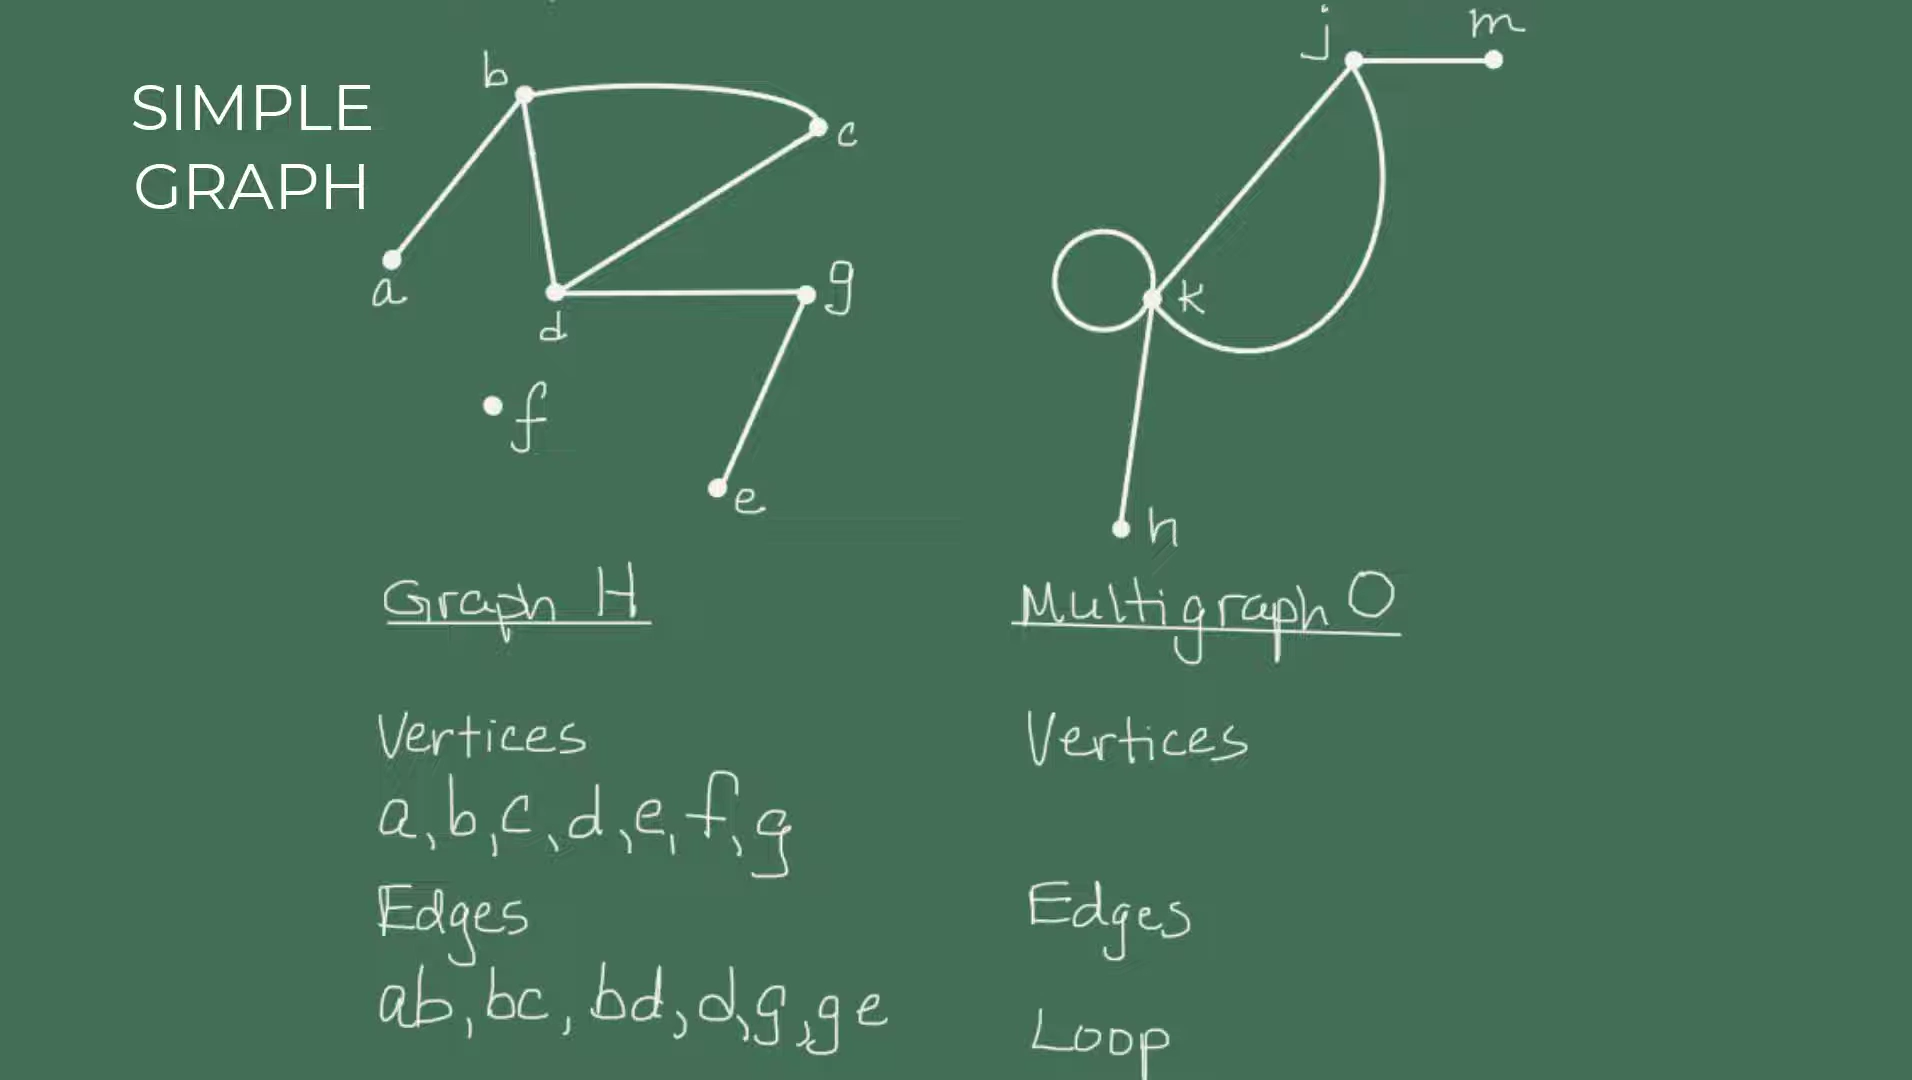 SIMPLE
GRAPH
b
c
a
d
g
f
e
j
m
k
h
Graph H
Vertices
a, b, c, d, e, f, g
Edges
ab, bc, bd, d, g, ge
Multigraph O
Vertices
Edges
Loop